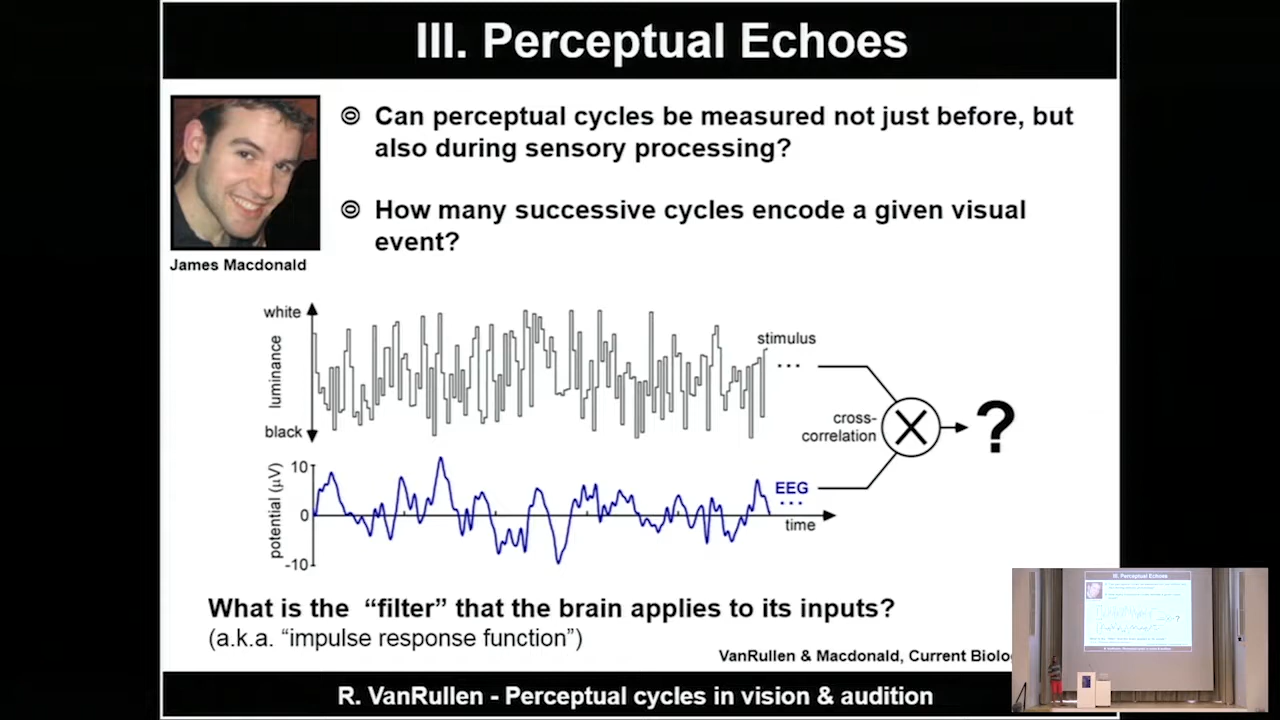 III. Perceptual Echoes
Can perceptual cycles be measured not just before, but
also during sensory processing?
How many successive cycles encode a given visual
event?
James Macdonald
white
luminance
black
stimulus
...
cross-
correlation
?
10
0
-10
potential (µV)
EEG
...
time
What is the “filter” that the brain applies to its inputs?
(a.k.a. “impulse response function”)
VanRullen & Macdonald, Current
R. VanRullen - Perceptual cycles in vision & audition
III. Perceptual Echoes